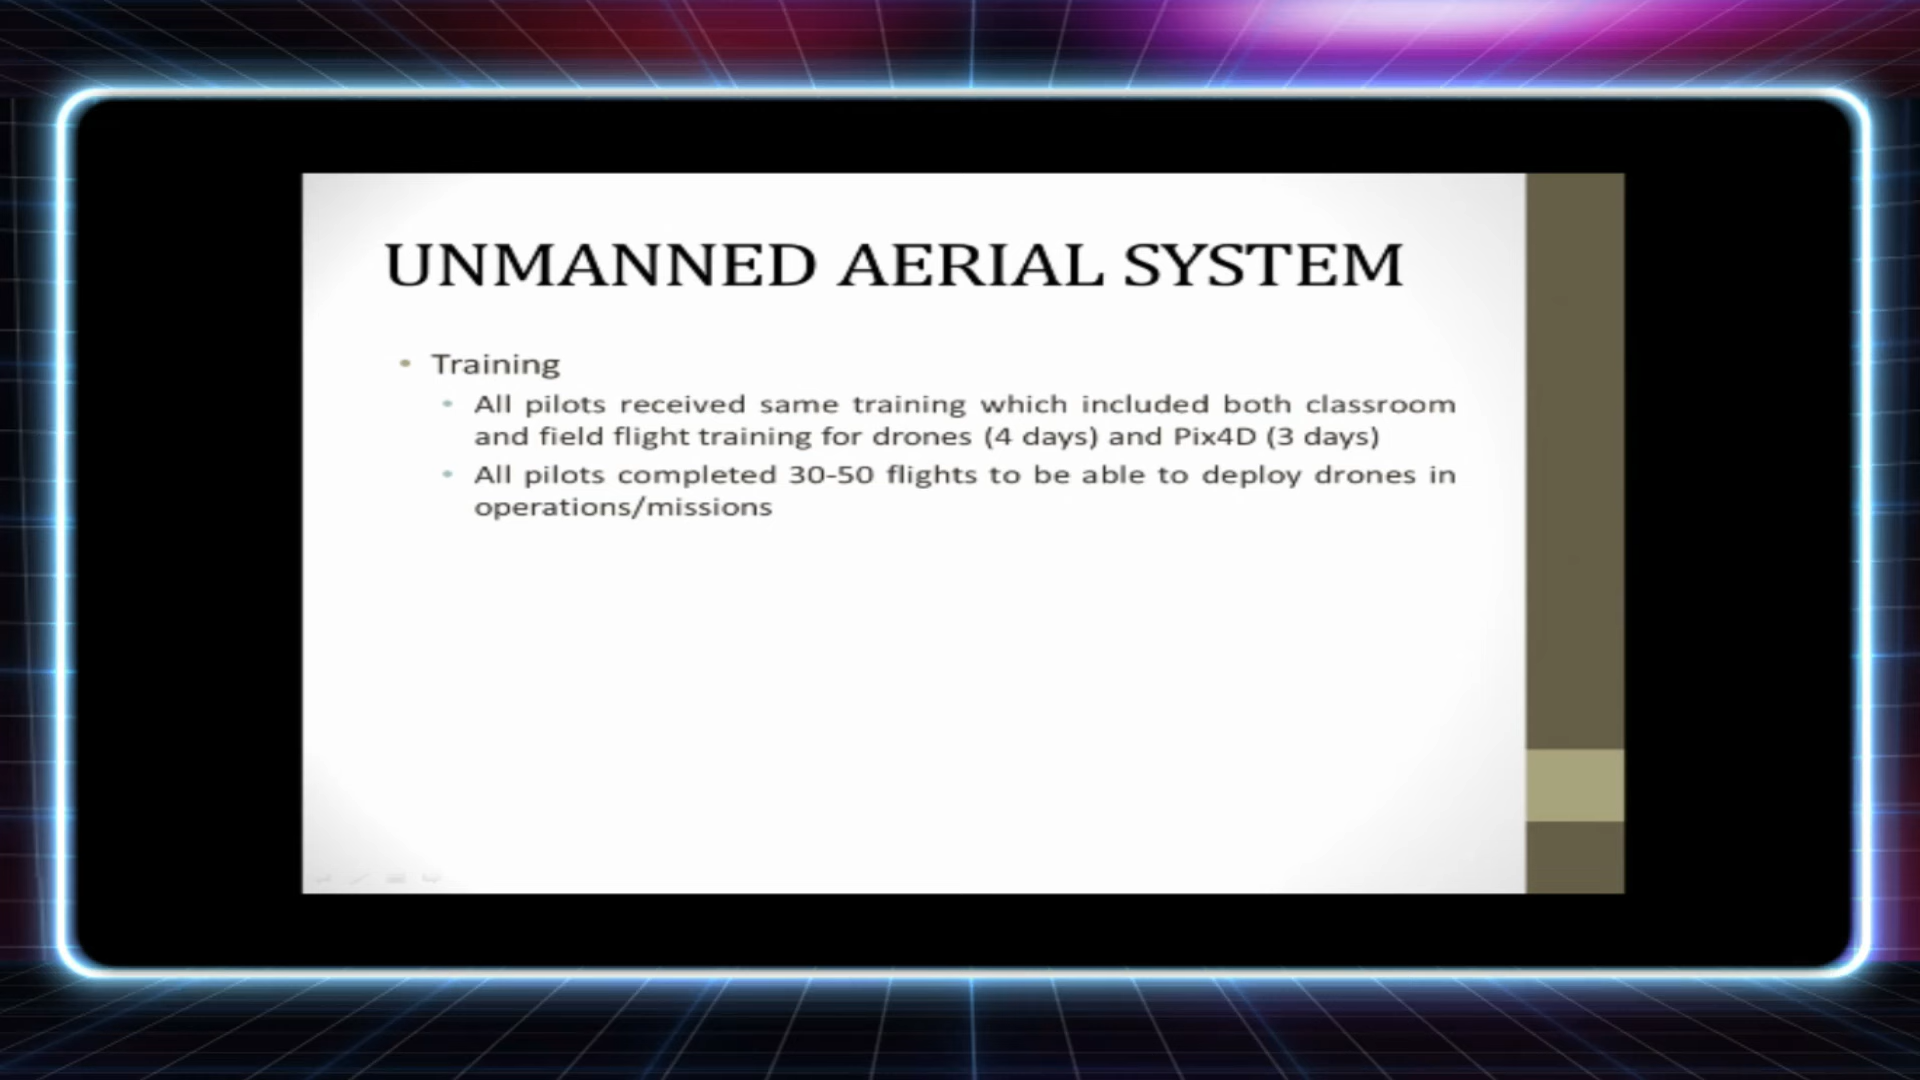 UNMANNED AERIAL SYSTEM
• Training
• All pilots received same training which included both classroom
and field flight training for drones (4 days) and Pix4D (3 days)
• All pilots completed 30-50 flights to be able to deploy drones in
operations/missions